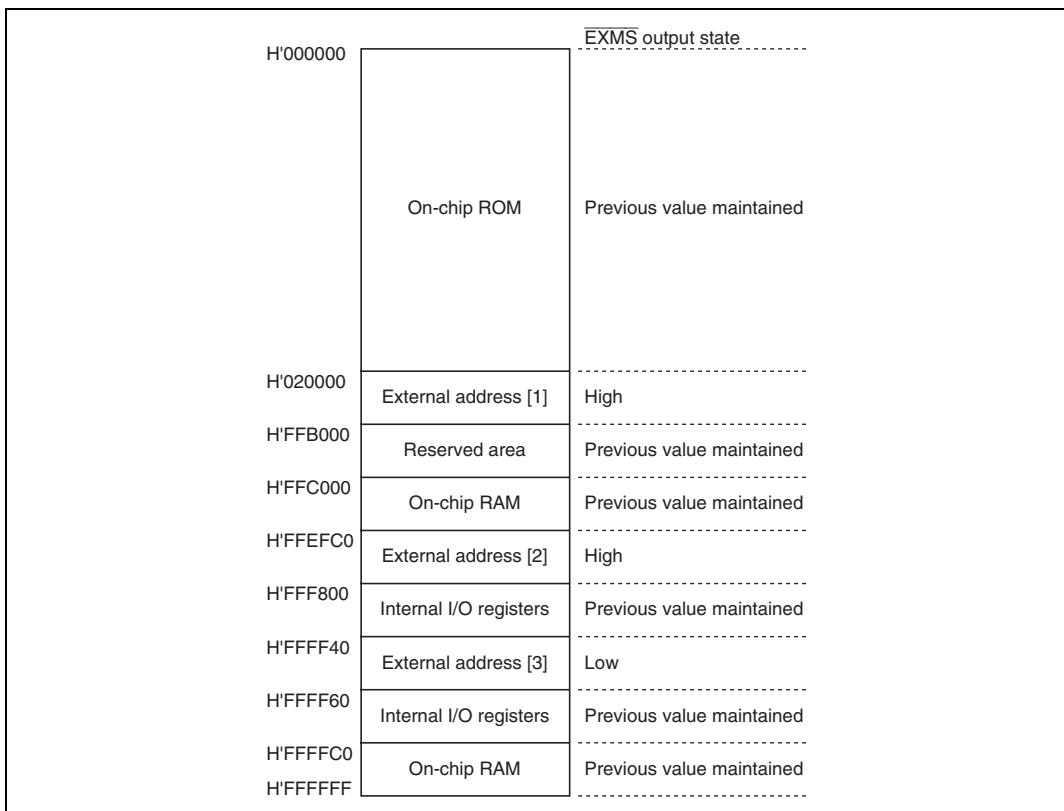 EXMS output state
H'000000
On-chip ROM Previous value maintained
H'020000
External address [1] High
H'FFB000
Reserved area Previous value maintained
H'FFC000
On-chip RAM Previous value maintained
H'FFEFC0
External address [2] High
H'FFF800
Internal I/O registers Previous value maintained
H'FFFF40
External address [3] Low
H'FFFF60
Internal I/O registers Previous value maintained
H'FFFFC0
On-chip RAM Previous value maintained
H'FFFFFF